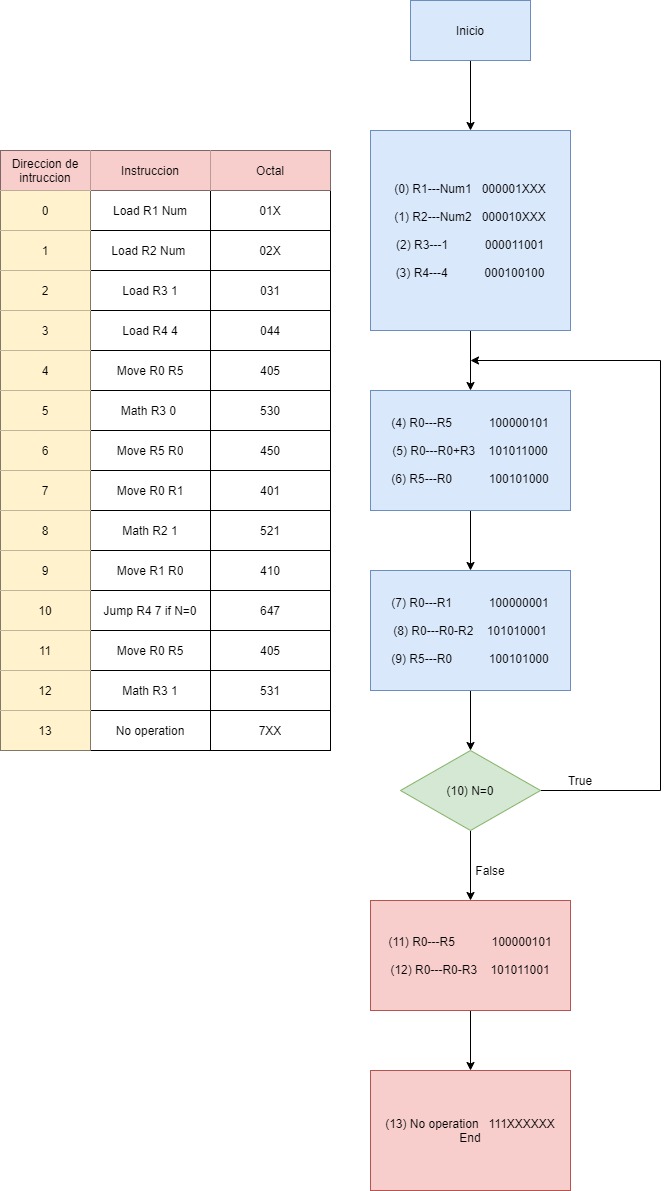 Direccion de
intruccion Instruccion Octal
0 Load R1 Num 01X
1 Load R2 Num 02X
2 Load R3 1 031
3 Load R4 4 044
4 Move R0 R5 405
5 Math R3 0 530
6 Move R5 R0 450
7 Move R0 R1 401
8 Math R2 1 521
9 Move R1 R0 410
10 Jump R4 7 if N=0 647
11 Move R0 R5 405
12 Math R3 1 531
13 No operation 7XX
Inicio
(0) R1---Num1 000001XXX
(1) R2---Num2 000010XXX
(2) R3---1 000011001
(3) R4---4 000100100
(4) R0---R5 100000101
(5) R0---R0+R3 101011000
(6) R5---R0 100101000
(7) R0---R1 100000001
(8) R0---R0-R2 101010001
(9) R5---R0 100101000
(10) N=0
True
False
(11) R0---R5 100000101
(12) R0---R0-R3 101011001
(13) No operation 111XXXXXX
End